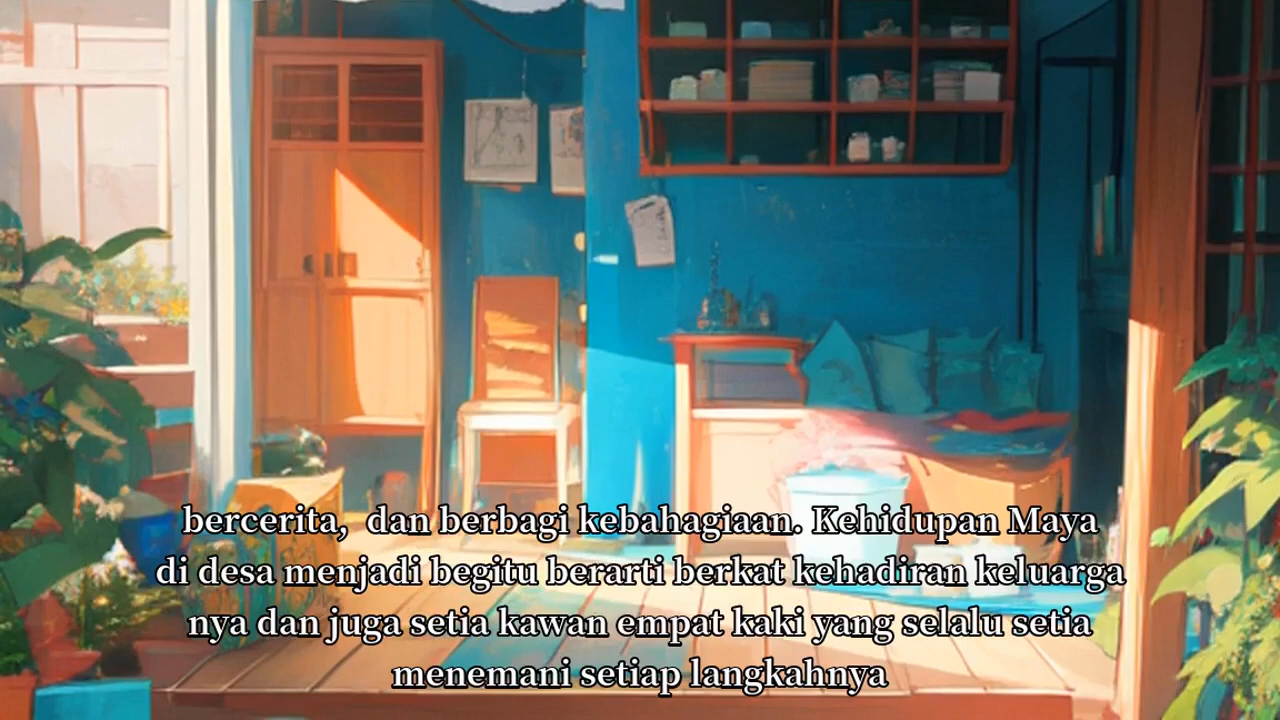 bercerita,  dan berbagi kebahagiaan. Kehidupan Maya
di desa menjadi begitu berarti berkat kehadiran keluarga
nya dan juga setia kawan empat kaki yang selalu setia
menemani setiap langkahnya